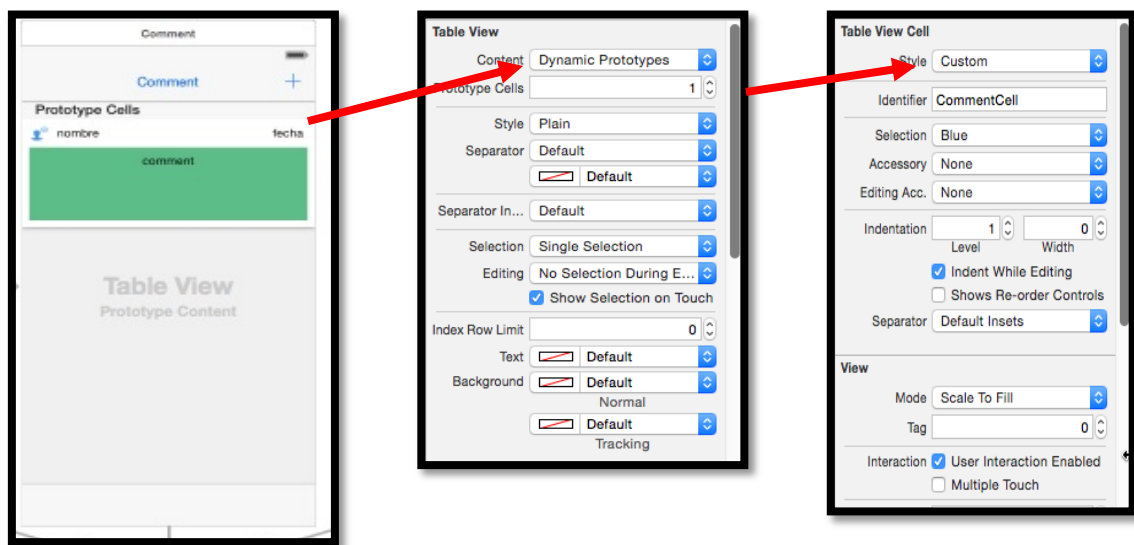 Comment
Comment +
Prototype Cells
nombre fecha
comment
Table View
Prototype Content
Table View
Content Dynamic Prototypes
Prototype Cells 1
Style Plain
Separator Default
Default
Separator In... Default
Selection Single Selection
Editing No Selection During E...
Show Selection on Touch
Index Row Limit 0
Text Default
Background Default
Normal
Default
Tracking
Table View Cell
Style Custom
Identifier CommentCell
Selection Blue
Accessory None
Editing Acc. None
Indentation 1 0
Level Width
Indent While Editing
Shows Re-order Controls
Separator Default Insets
View
Mode Scale To Fill
Tag 0
Interaction User Interaction Enabled
Multiple Touch